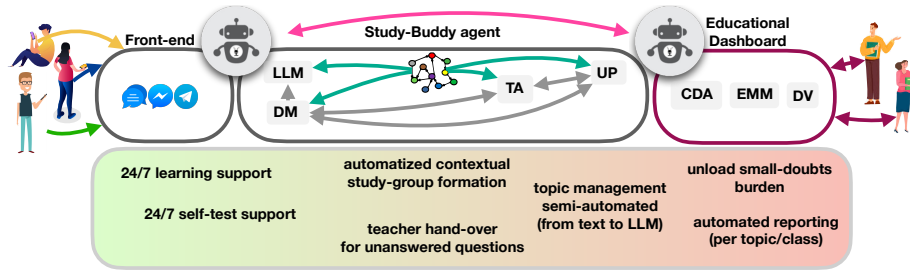 Front-end
Study-Buddy agent
Educational
Dashboard
LLM
UP
TA
DM
CDA
EMM
DV
24/7 learning support
24/7 self-test support
automatized contextual
study-group formation
teacher hand-over
for unanswered questions
topic management
semi-automated
(from text to LLM)
unload small-doubts
burden
automated reporting
(per topic/class)